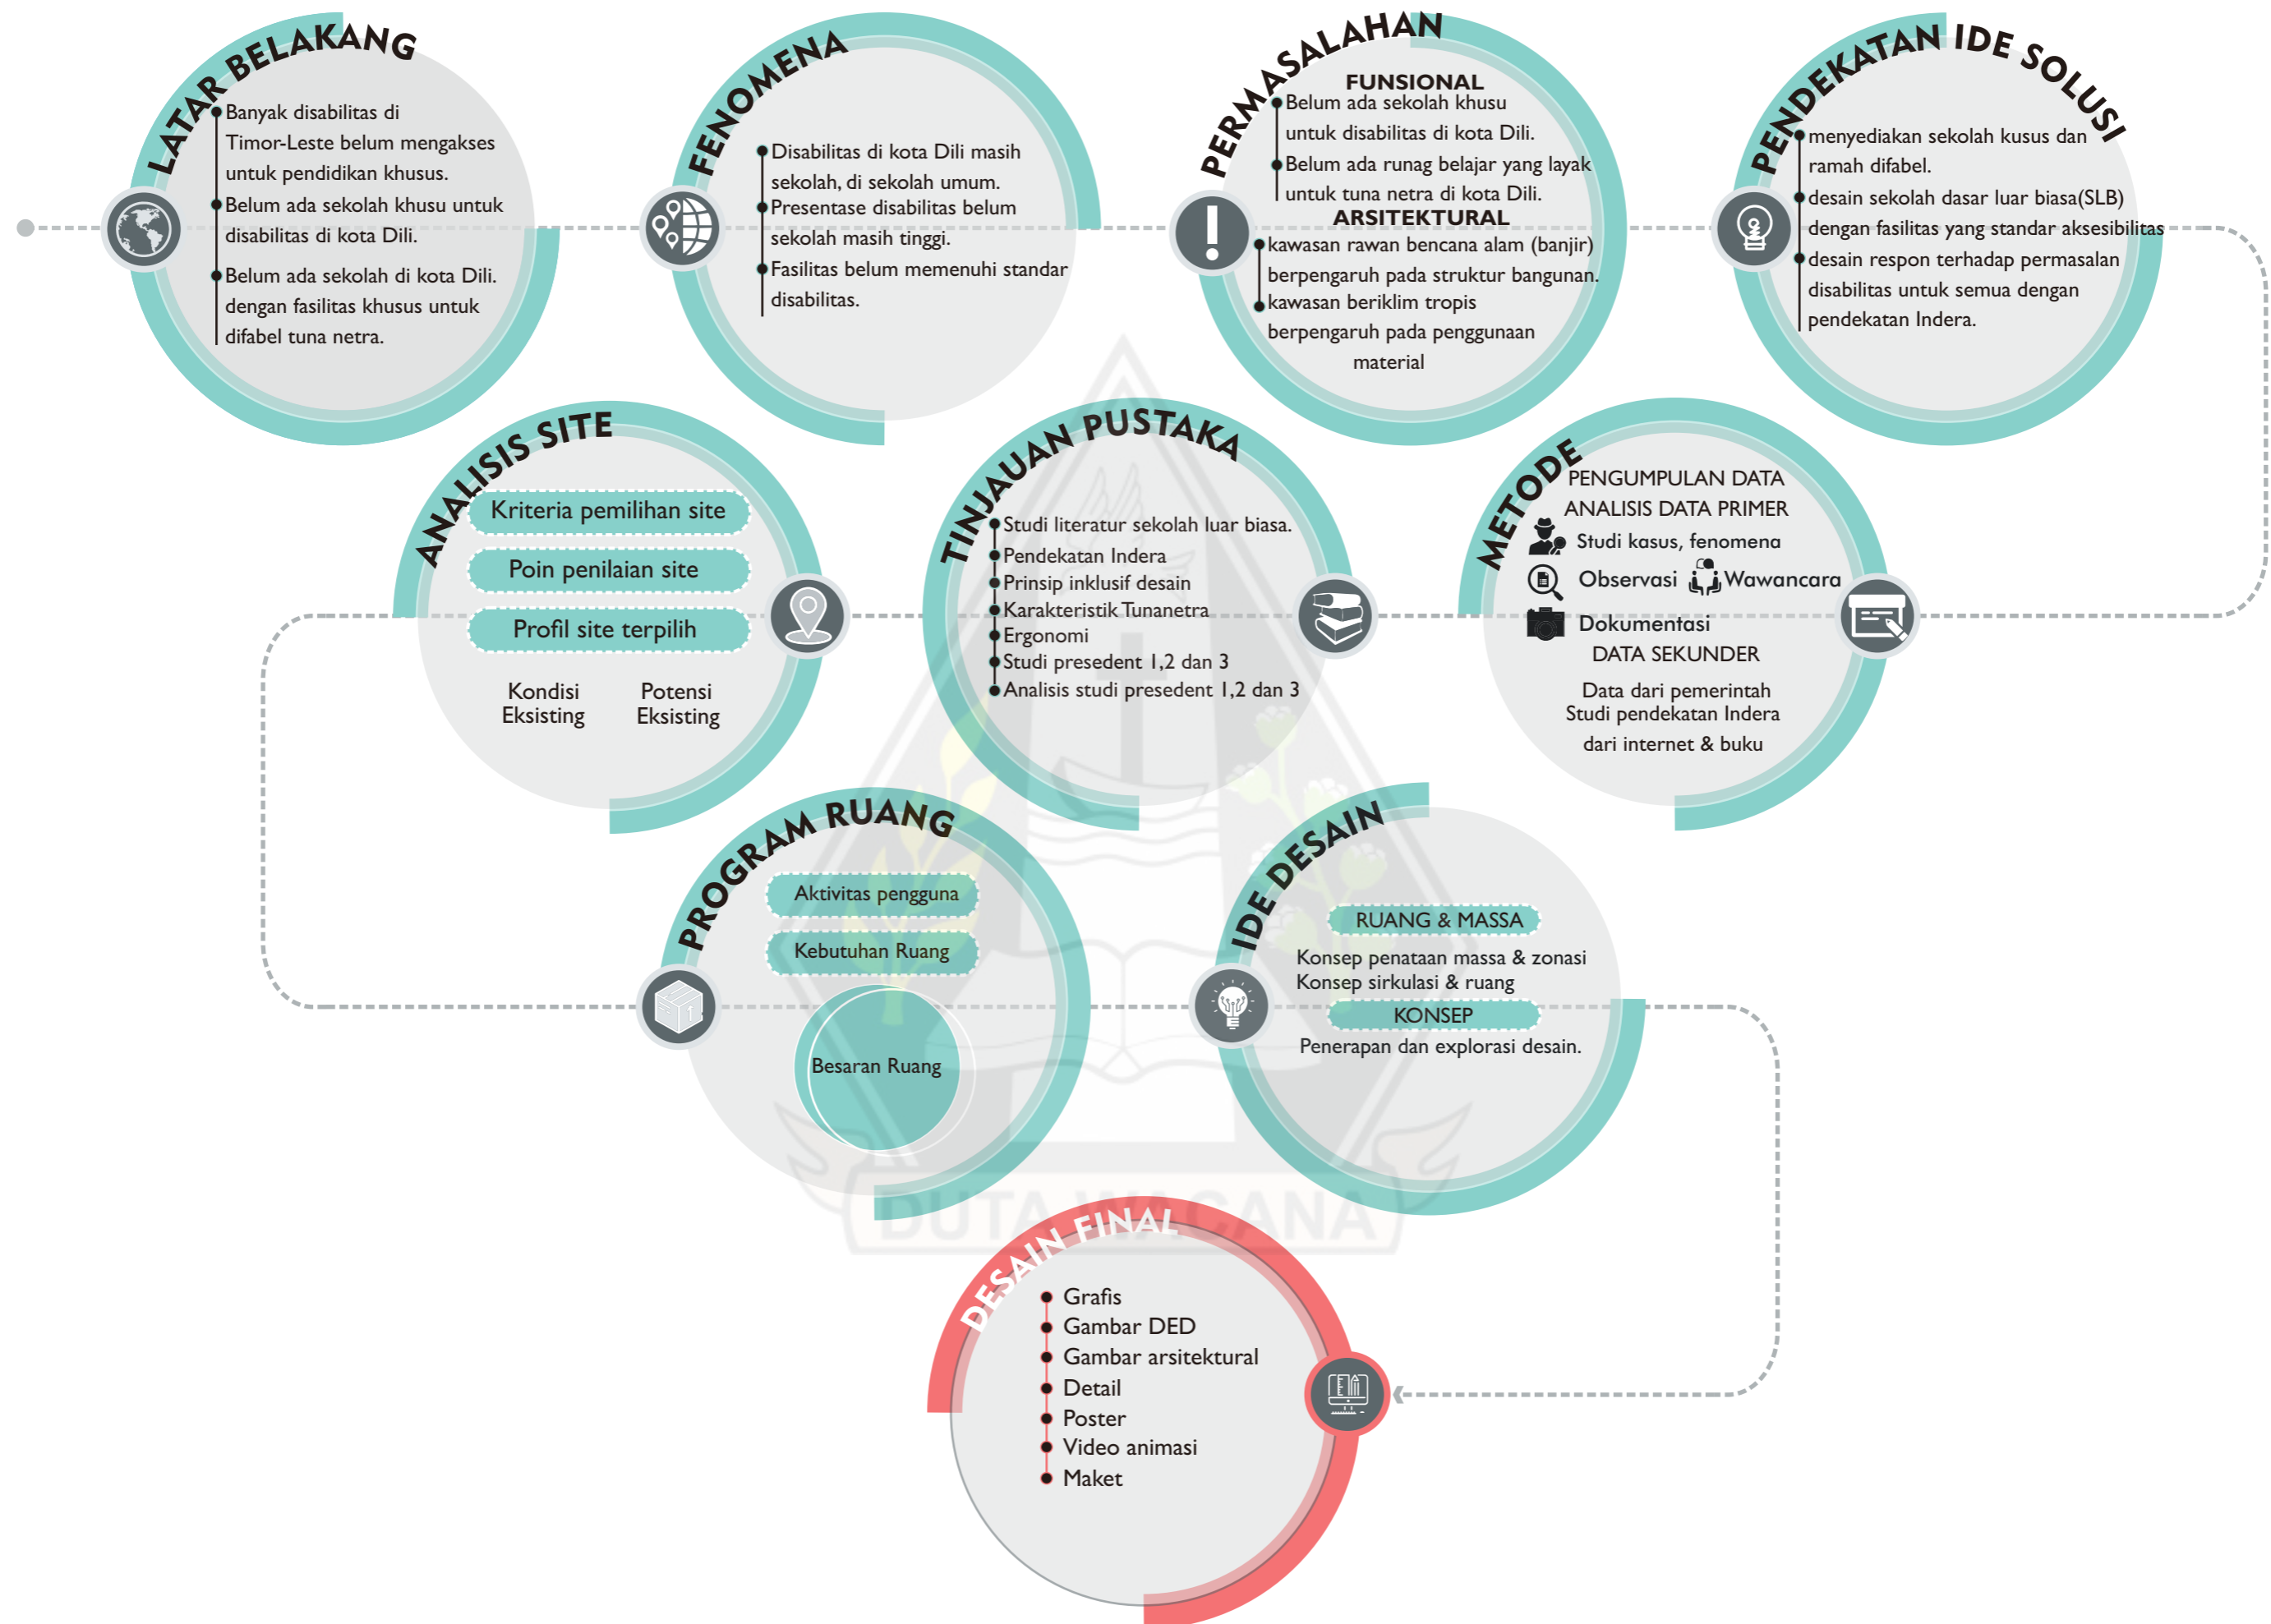 LATAR BELAKANG
Banyak disabilitas di
Timor-Leste belum mengakses
untuk pendidikan khusus.
Belum ada sekolah khusu untuk
disabilitas di kota Dili.
Belum ada sekolah di kota Dili.
dengan fasilitas khusus untuk
difabel tuna netra.
FENOMENA
Disabilitas di kota Dili masih
sekolah, di sekolah umum.
Presentase disabilitas belum
sekolah masih tinggi.
Fasilitas belum memenuhi standar
disabilitas.
PERMASALAHAN
FUNSIONAL
Belum ada sekolah khusu
untuk disabilitas di kota Dili.
Belum ada runag belajar yang layak
untuk tuna netra di kota Dili.
ARSITEKTURAL
kawasan rawan bencana alam (banjir)
berpengaruh pada struktur bangunan.
kawasan beriklim tropis
berpengaruh pada penggunaan
material
PENDEKATAN IDE SOLUSI
menyediakan sekolah kusus dan
ramah difabel.
desain sekolah dasar luar biasa(SLB)
dengan fasilitas yang standar aksesibilitas
desain respon terhadap permasalan
disabilitas untuk semua dengan
pendekatan Indera.
METODE
PENGUMPULAN DATA
ANALISIS DATA PRIMER
Studi kasus, fenomena
Observasi Wawancara
Dokumentasi
DATA SEKUNDER
Data dari pemerintah
Studi pendekatan Indera
dari internet & buku
TINJAUAN PUSTAKA
Studi literatur sekolah luar biasa.
Pendekatan Indera
Prinsip inklusif desain
Karakteristik Tunanetra
Ergonomi
Studi presedent 1,2 dan 3
Analisis studi presedent 1,2 dan 3
ANALISIS SITE
Kriteria pemilihan site
Poin penilaian site
Profil site terpilih
Kondisi
Eksisting
Potensi
Eksisting
PROGRAM RUANG
Aktivitas pengguna
Kebutuhan Ruang
Besaran Ruang
IDE DESAIN
RUANG & MASSA
Konsep penataan massa & zonasi
Konsep sirkulasi & ruang
KONSEP
Penerapan dan explorasi desain.
DUTA WACANA
DESAIN FINAL
Grafis
Gambar DED
Gambar arsitektural
Detail
Poster
Video animasi
Maket